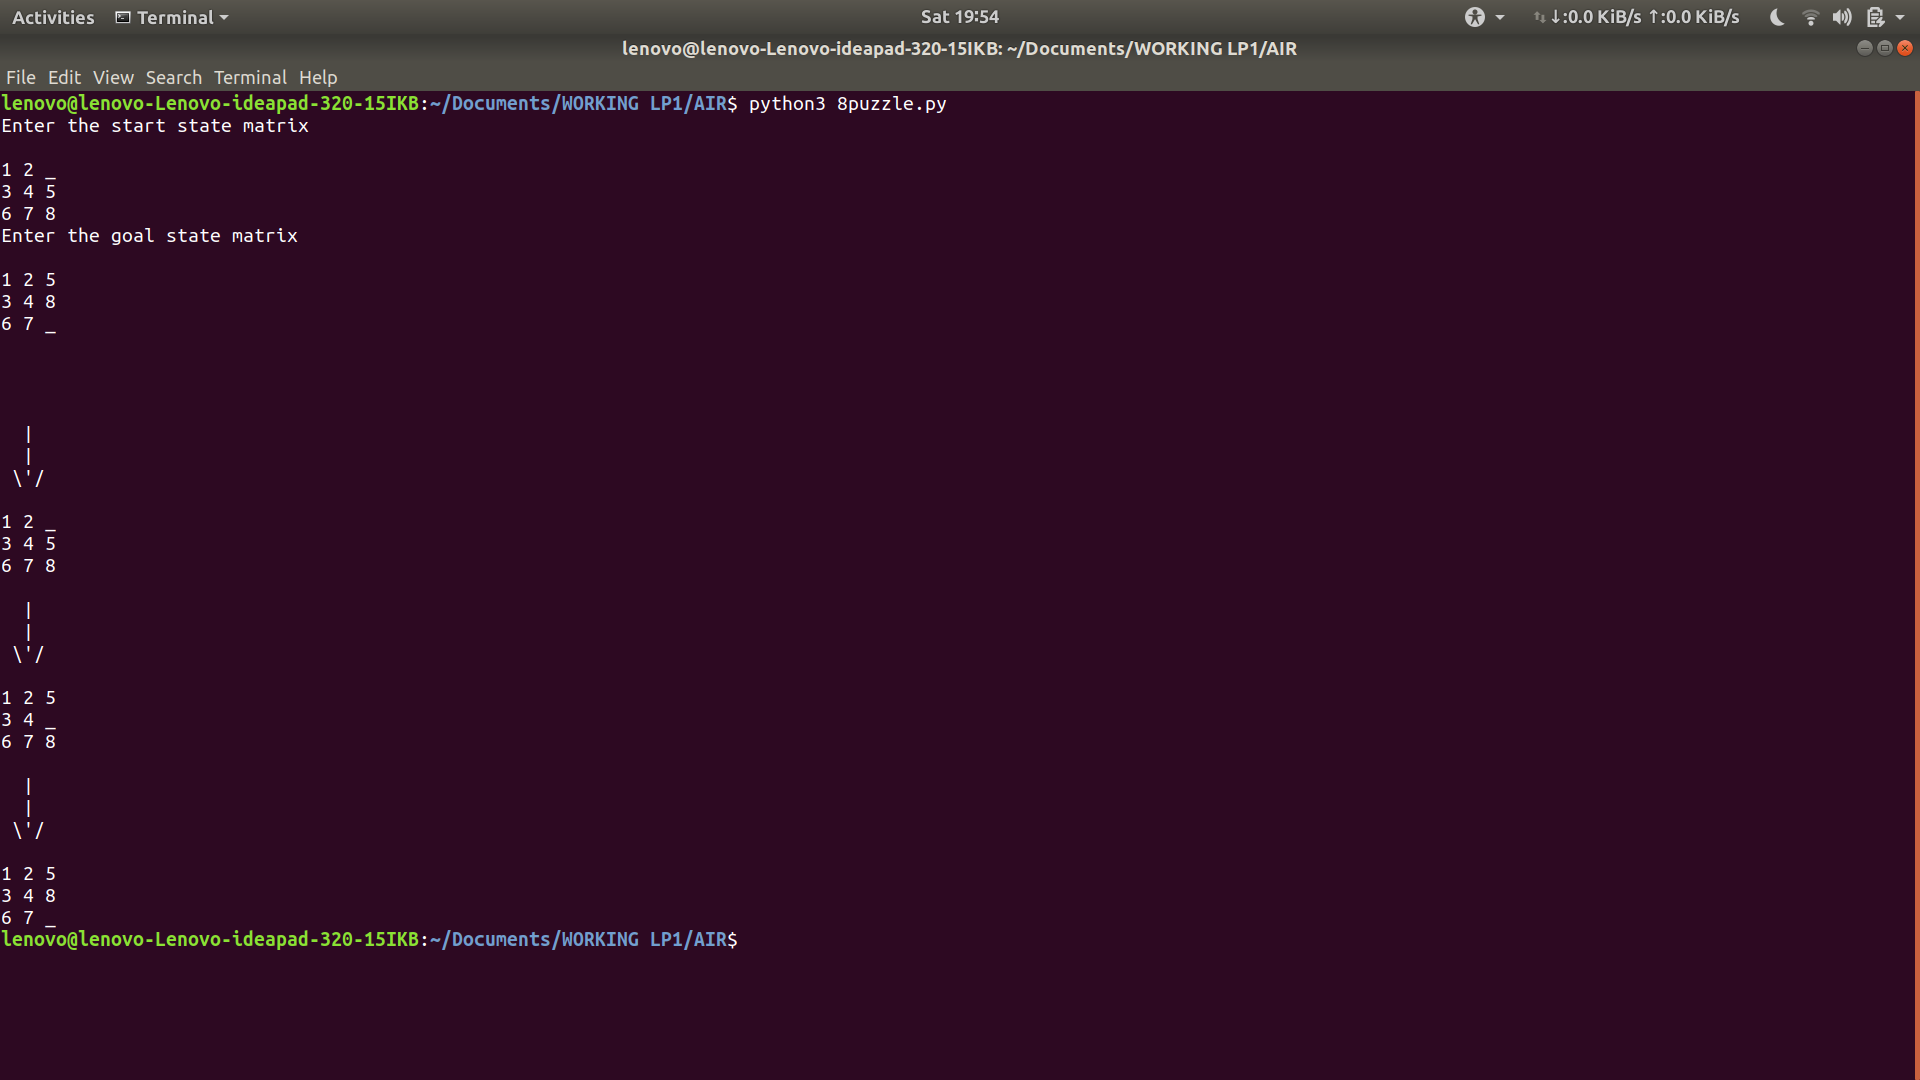 Activities Terminal Sat 19:54 ↓:0.0 KiB/s ↑:0.0 KiB/s
lenovo@lenovo-Lenovo-ideapad-320-15IKB: ~/Documents/WORKING LP1/AIR
File Edit View Search Terminal Help
lenovo@lenovo-Lenovo-ideapad-320-15IKB:~/Documents/WORKING LP1/AIR$ python3 8puzzle.py
Enter the start state matrix
1 2 _
3 4 5
6 7 8
Enter the goal state matrix
1 2 5
3 4 8
6 7 _
|
|
\'/
1 2 _
3 4 5
6 7 8
|
|
\'/
1 2 5
3 4 _
6 7 8
|
|
\'/
1 2 5
3 4 8
6 7 _
lenovo@lenovo-Lenovo-ideapad-320-15IKB:~/Documents/WORKING LP1/AIR$